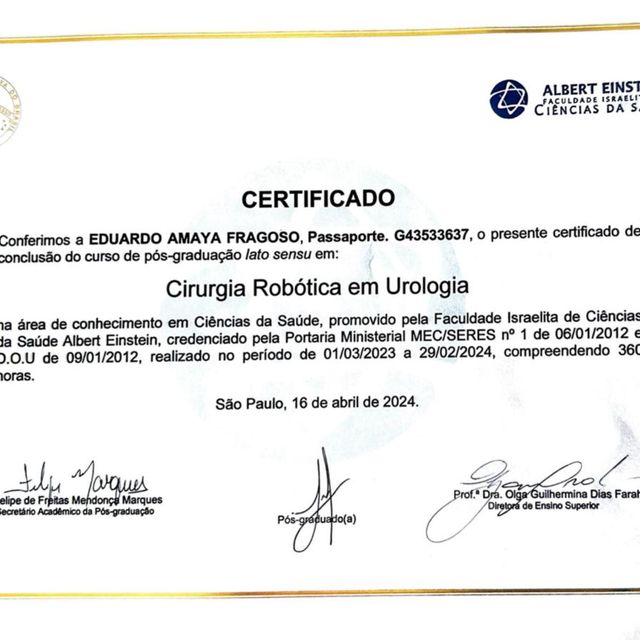 ALBERT EINST
FACULDADE ISRAELIT
CIÊNCIAS DA SA
CERTIFICADO
Conferimos a EDUARDO AMAYA FRAGOSO, Passaporte. G43533637, o presente certificado de
conclusão do curso de pós-graduação lato sensu em:
Cirurgia Robótica em Urologia
na área de conhecimento em Ciências da Saúde, promovido pela Faculdade Israelita de Ciências
da Saúde Albert Einstein, credenciado pela Portaria Ministerial MEC/SERES nº 1 de 06/01/2012 e
D.O.U de 09/01/2012, realizado no período de 01/03/2023 a 29/02/2024, compreendendo 360
horas.
São Paulo, 16 de abril de 2024.
Felipe Marques
elipe de Freitas Mendonça Marques
Secretário Acadêmico da Pós-graduação
Pós-graduado(a)
Prof.ª Dra. Olga Guilhermina Dias Farah
Diretora de Ensino Superior